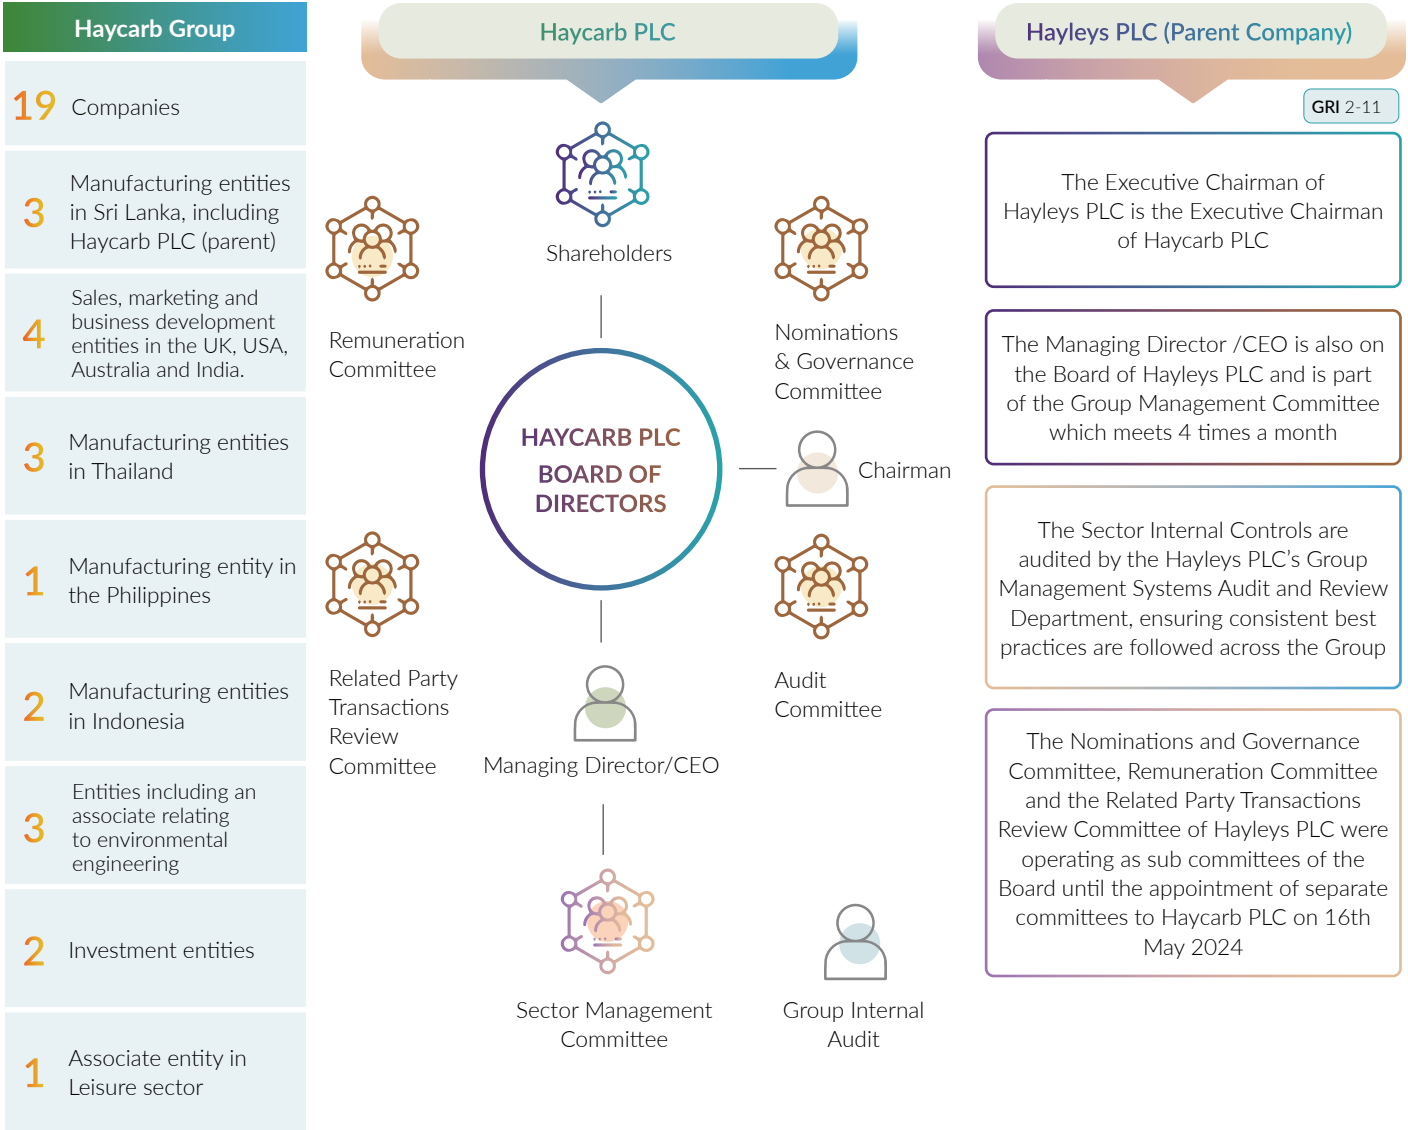 Haycarb Group
19 Companies
3
Manufacturing entities
in Sri Lanka, including
Haycarb PLC (parent)
4
Sales, marketing and
business development
entities in the UK, USA,
Australia and India.
3
Manufacturing entities
in Thailand
1
Manufacturing entity in
the Philippines
2
Manufacturing entities
in Indonesia
3
Entities including an
associate relating
to environmental
engineering
2 Investment entities
1
Associate entity in
Leisure sector
Haycarb PLC
Shareholders
Remuneration
Committee
Nominations
& Governance
Committee
HAYCARB PLC
BOARD OF
DIRECTORS
Chairman
Related Party
Transactions
Review
Committee
Audit
Committee
Managing Director/CEO
Sector Management
Committee
Group Internal
Audit
Hayleys PLC (Parent Company)
GRI 2-11
The Executive Chairman of
Hayleys PLC is the Executive Chairman
of Haycarb PLC
The Managing Director /CEO is also on
the Board of Hayleys PLC and is part
of the Group Management Committee
which meets 4 times a month
The Sector Internal Controls are
audited by the Hayleys PLC’s Group
Management Systems Audit and Review
Department, ensuring consistent best
practices are followed across the Group
The Nominations and Governance
Committee, Remuneration Committee
and the Related Party Transactions
Review Committee of Hayleys PLC were
operating as sub committees of the
Board until the appointment of separate
committees to Haycarb PLC on 16th
May 2024